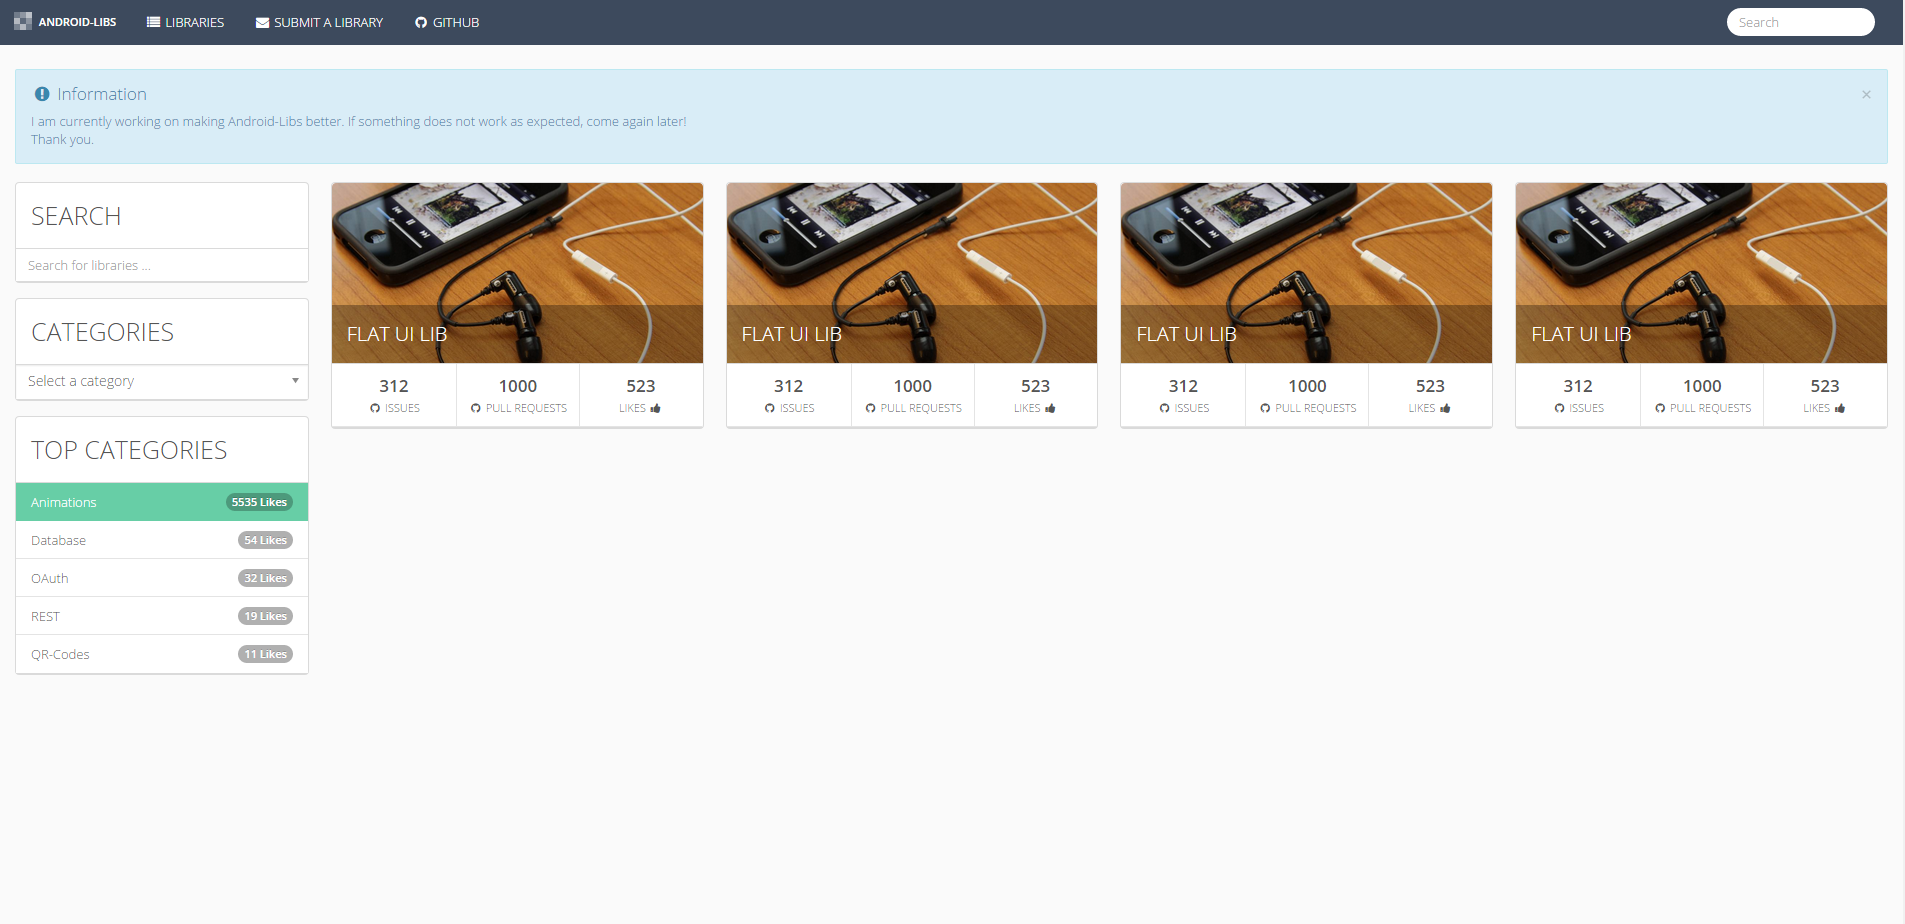 ANDROID-LIBS LIBRARIES SUBMIT A LIBRARY GITHUB Search
Information ×
I am currently working on making Android-Libs better. If something does not work as expected, come again later!
Thank you.
SEARCH
Search for libraries ...
CATEGORIES
Select a category
TOP CATEGORIES
Animations 5535 Likes
Database 54 Likes
OAuth 32 Likes
REST 19 Likes
QR-Codes 11 Likes
FLAT UI LIB
312 1000 523
ISSUES PULL REQUESTS LIKES
FLAT UI LIB
312 1000 523
ISSUES PULL REQUESTS LIKES
FLAT UI LIB
312 1000 523
ISSUES PULL REQUESTS LIKES
FLAT UI LIB
312 1000 523
ISSUES PULL REQUESTS LIKES